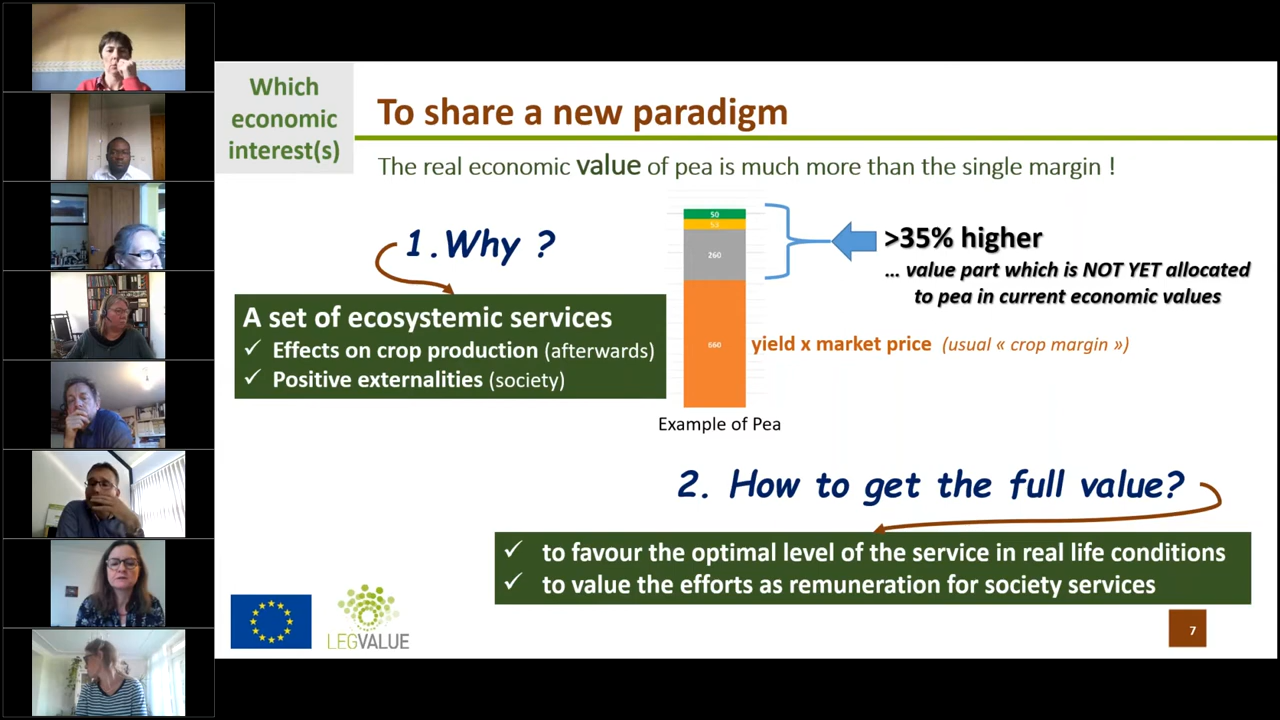 Which
economic
interest(s)
To share a new paradigm
The real economic value of pea is much more than the single margin !
1.Why ?
A set of ecosystemic services
✓ Effects on crop production (afterwards)
✓ Positive externalities (society)
50
53
260
660
Example of Pea
>35% higher
... value part which is NOT YET allocated
to pea in current economic values
yield x market price (usual « crop margin »)
2. How to get the full value?
✓ to favour the optimal level of the service in real life conditions
✓ to value the efforts as remuneration for society services
LEGVALUE
7